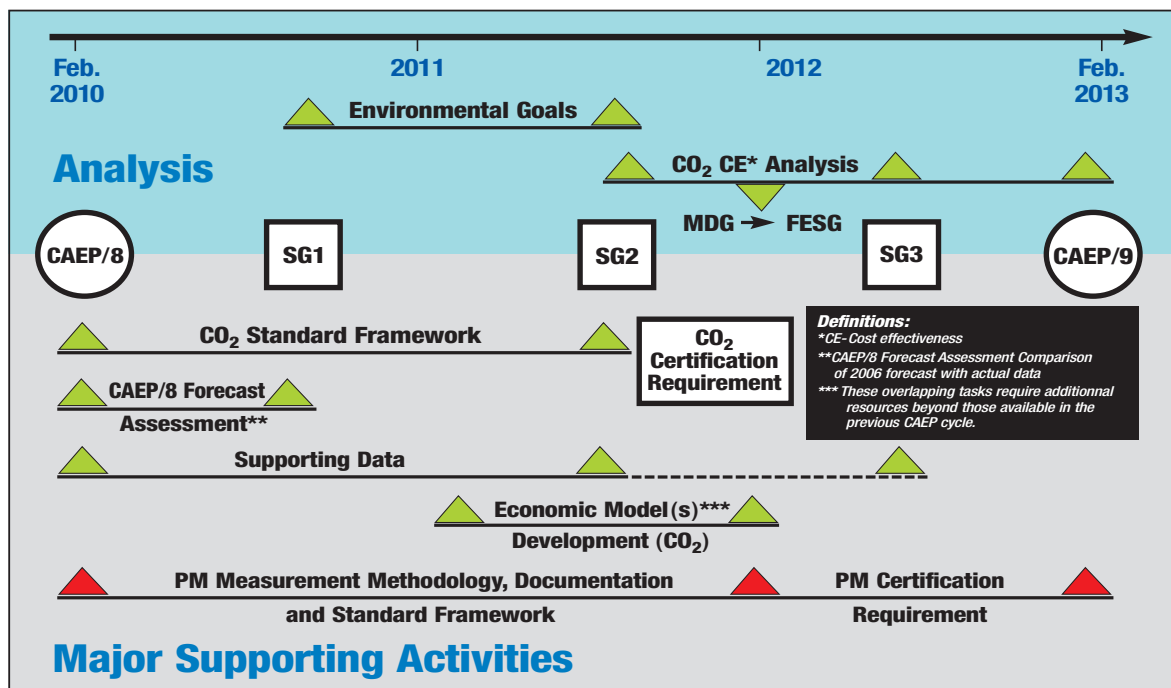 Feb.
2010
2011
2012
Feb.
2013
Environmental Goals
Analysis
CO₂ CE* Analysis
MDG → FESG
CAEP/8
SG1
SG2
SG3
CAEP/9
CO₂ Standard Framework
CO₂
Certification
Requirement
Definitions:
*CE-Cost effectiveness
**CAEP/8 Forecast Assessment Comparison
of 2006 forecast with actual data
*** These overlapping tasks require additionnal
resources beyond those available in the
previous CAEP cycle.
CAEP/8 Forecast
Assessment**
Supporting Data
Economic Model(s)***
Development (CO₂)
PM Measurement Methodology, Documentation
and Standard Framework
PM Certification
Requirement
Major Supporting Activities